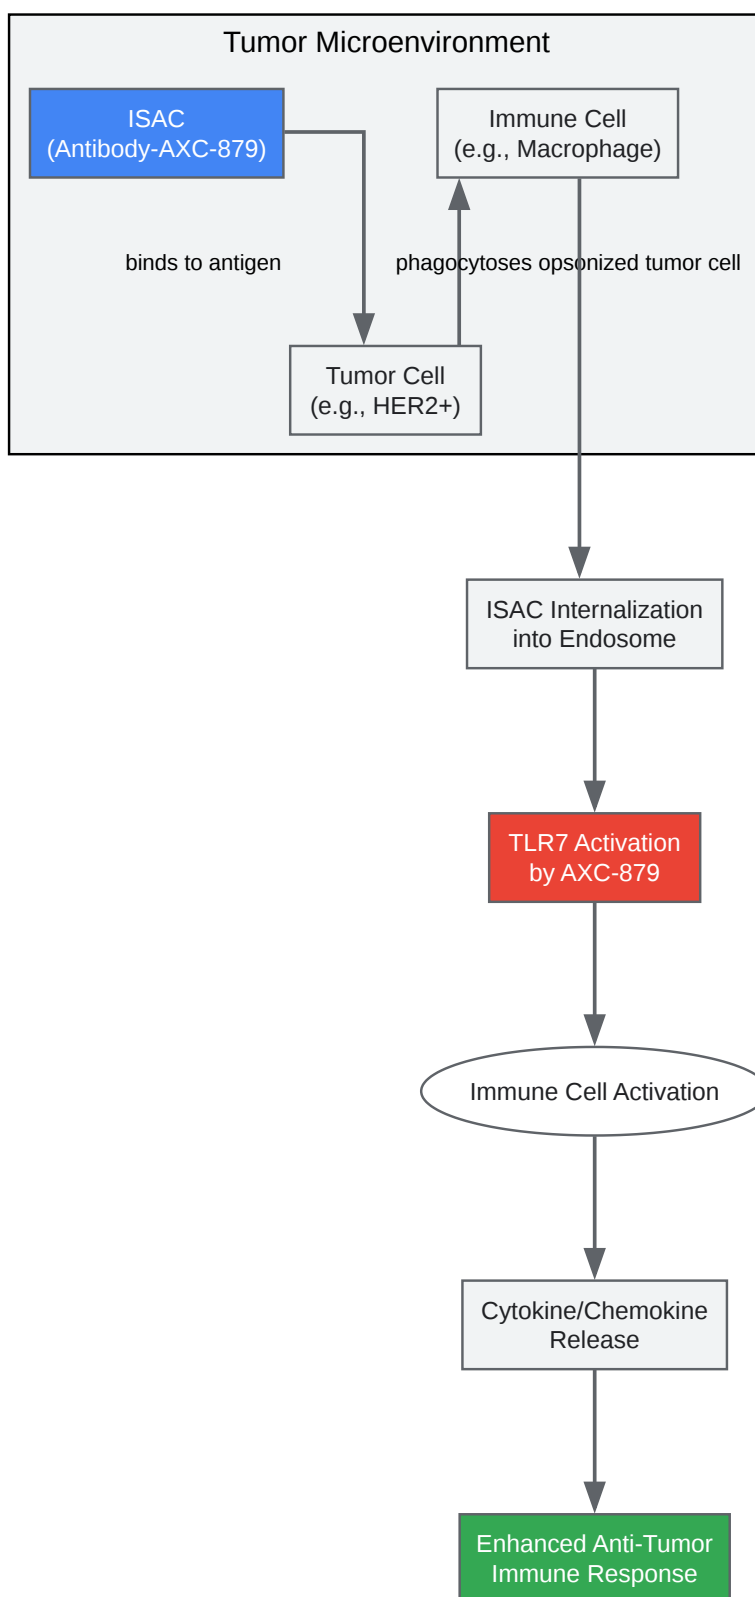 Tumor Microenvironment
ISAC
(Antibody-AXC-879)
Immune Cell
(e.g., Macrophage)
binds to antigen
phagocytoses opsonized tumor cell
Tumor Cell
(e.g., HER2+)
ISAC Internalization
into Endosome
TLR7 Activation
by AXC-879
Immune Cell Activation
Cytokine/Chemokine
Release
Enhanced Anti-Tumor
Immune Response